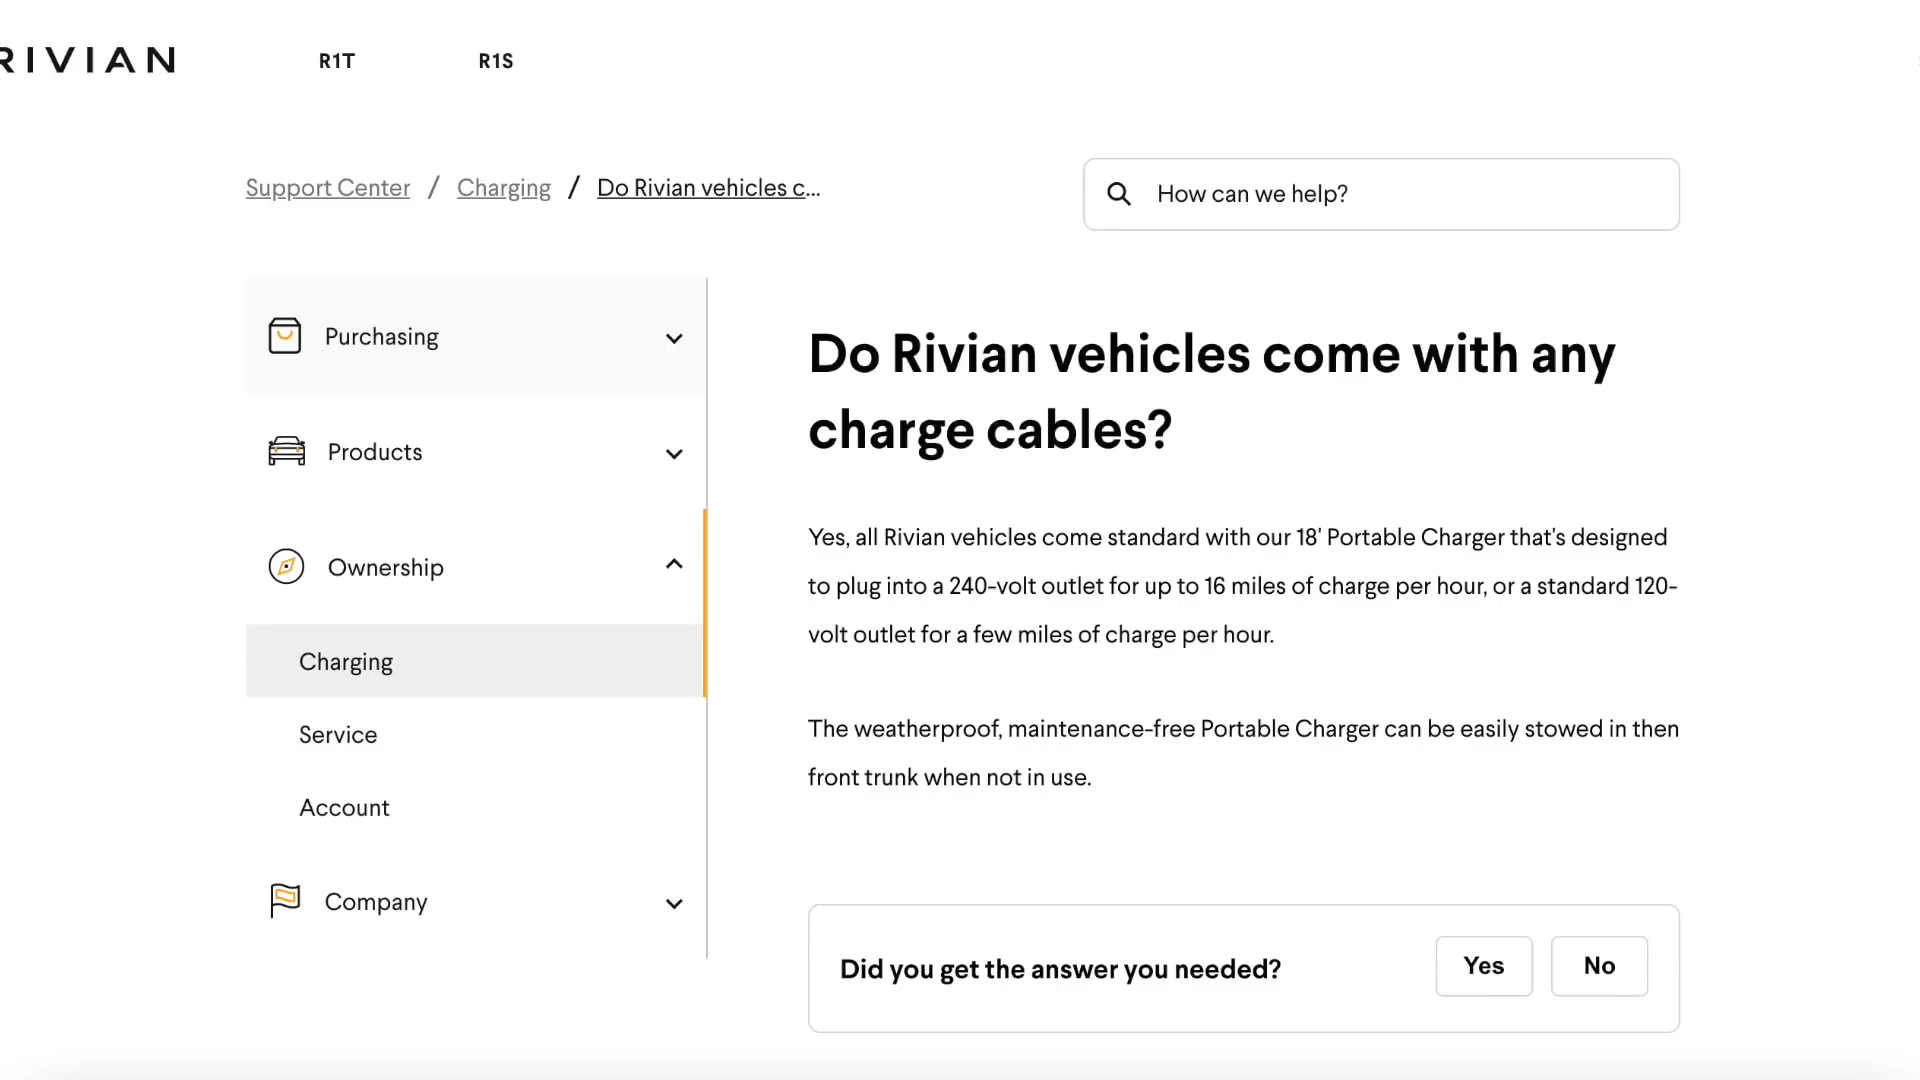 RIVIAN R1T R1S
Support Center / Charging / Do Rivian vehicles c...
How can we help?
Purchasing
Products
Ownership
Charging
Service
Account
Company
Do Rivian vehicles come with any
charge cables?
Yes, all Rivian vehicles come standard with our 18' Portable Charger that's designed
to plug into a 240-volt outlet for up to 16 miles of charge per hour, or a standard 120-
volt outlet for a few miles of charge per hour.
The weatherproof, maintenance-free Portable Charger can be easily stowed in then
front trunk when not in use.
Did you get the answer you needed? Yes No